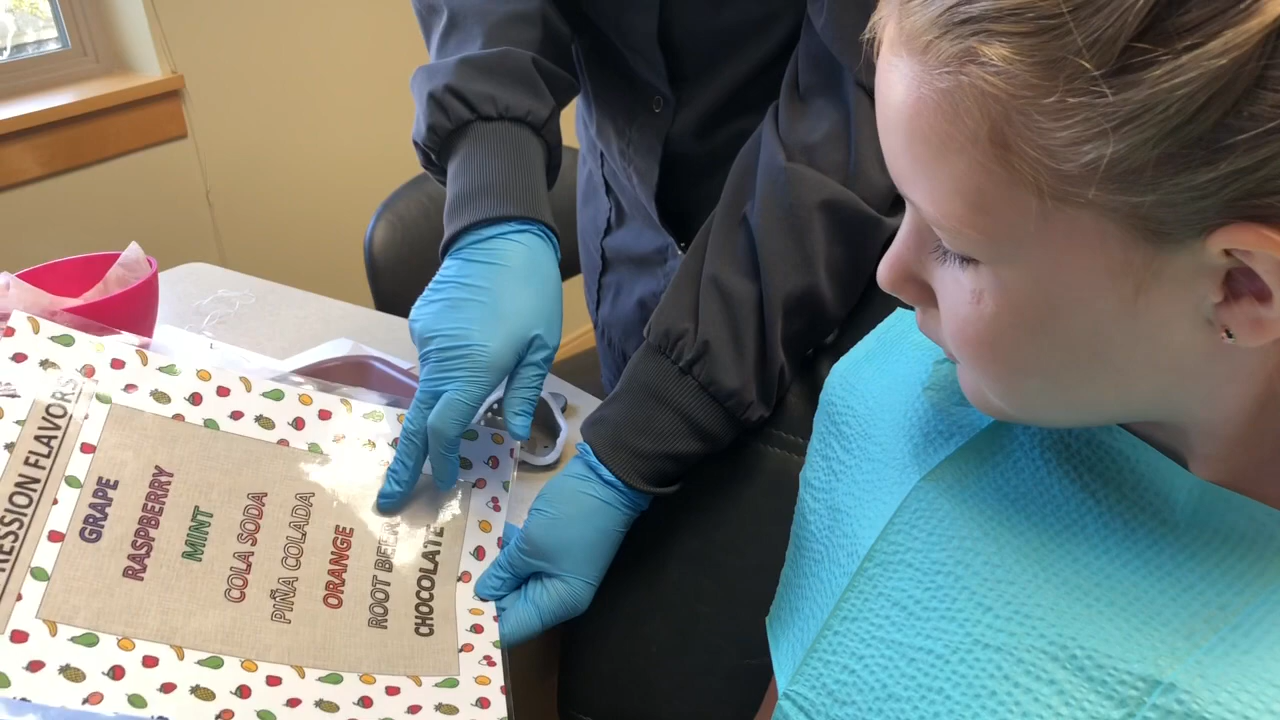 RESSION FLAVORS
GRAPE
RASPBERRY
MINT
COLA SODA
PIÑA COLADA
ORANGE
ROOT BEER
CHOCOLATE